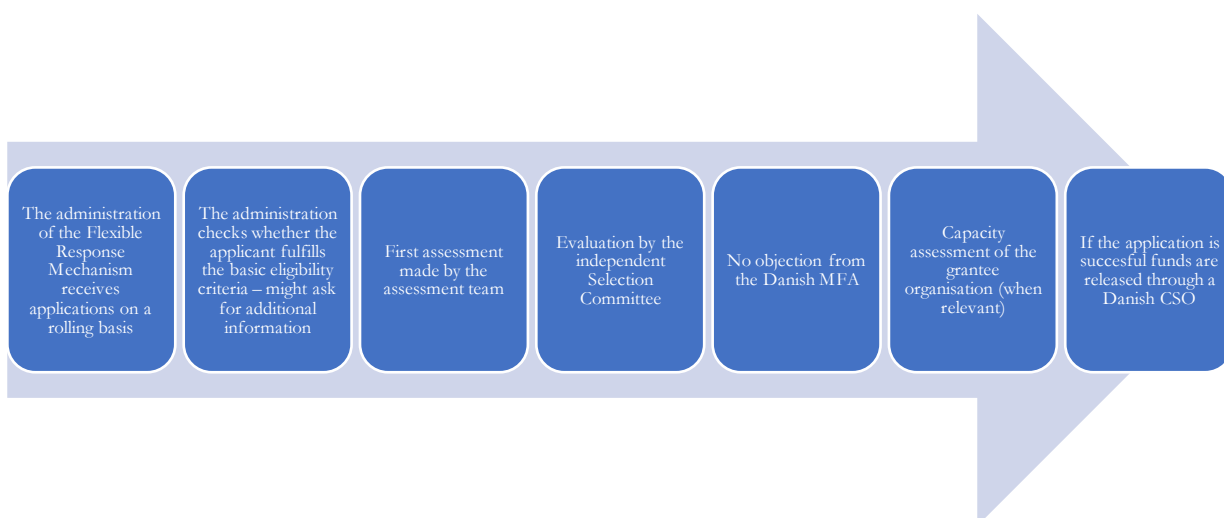 The administration
of the Flexible
Response
Mechanism
receives
applications on a
rolling basis
The administration
checks whether the
applicant fulfills
the basic eligibility
criteria – might ask
for additional
information
First assessment
made by the
assessment team
Evaluation by the
independent
Selection
Committee
No objection from
the Danish MFA
Capacity
assessment of the
grantee
organisation (when
relevant)
If the application is
succesful funds are
released through a
Danish CSO